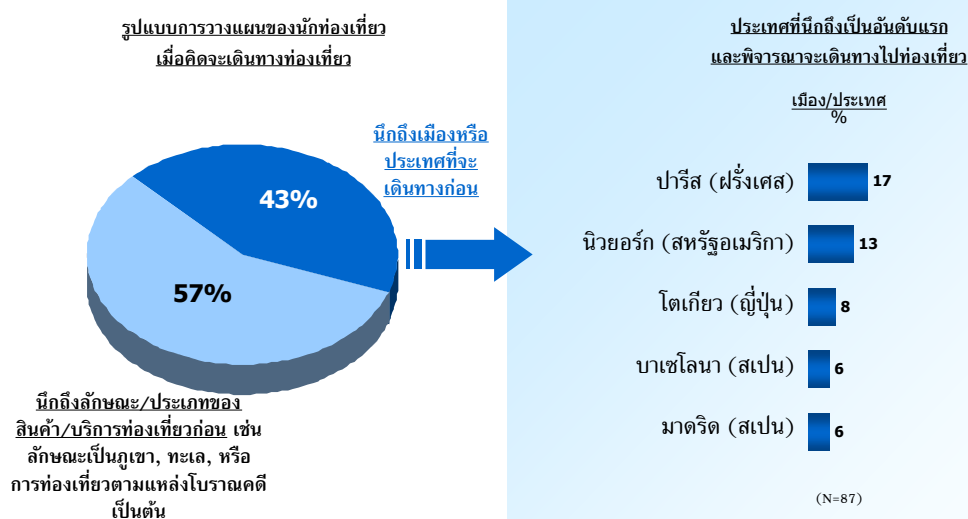 รูปแบบการวางแผนของนักท่องเที่ยว
เมื่อคิดจะเดินทางท่องเที่ยว
43%
57%
นึกถึงเมืองหรือ
ประเทศที่จะ
เดินทางก่อน
นึกถึงลักษณะ/ประเภทของ
สินค้า/บริการท่องเที่ยวก่อน เช่น
ลักษณะเป็นภูเขา, ทะเล, หรือ
การท่องเที่ยวตามแหล่งโบราณคดี
เป็นต้น
ประเทศที่นึกถึงเป็นอันดับแรก
และพิจารณาจะเดินทางไปท่องเที่ยว
เมือง/ประเทศ
%
ปารีส (ฝรั่งเศส) 17
นิวยอร์ก (สหรัฐอเมริกา) 13
โตเกียว (ญี่ปุ่น) 8
บาเซโลนา (สเปน) 6
มาดริด (สเปน) 6
(N=87)